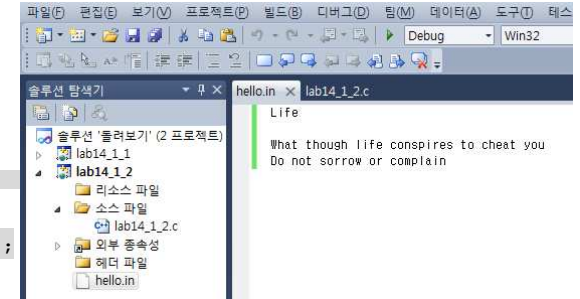 파일(F) 편집(E) 보기(V) 프로젝트(P) 빌드(B) 디버그(D) 팀(M) 데이터(A) 도구(T) 테스
Debug Win32
솔루션 탐색기
hello.in lab14_1_2.c
솔루션 '돌려보기' (2 프로젝트)
lab14_1_1
lab14_1_2
리소스 파일
소스 파일
lab14_1_2.c
외부 종속성
헤더 파일
hello.in
Life
What though life conspires to cheat you
Do not sorrow or complain
;